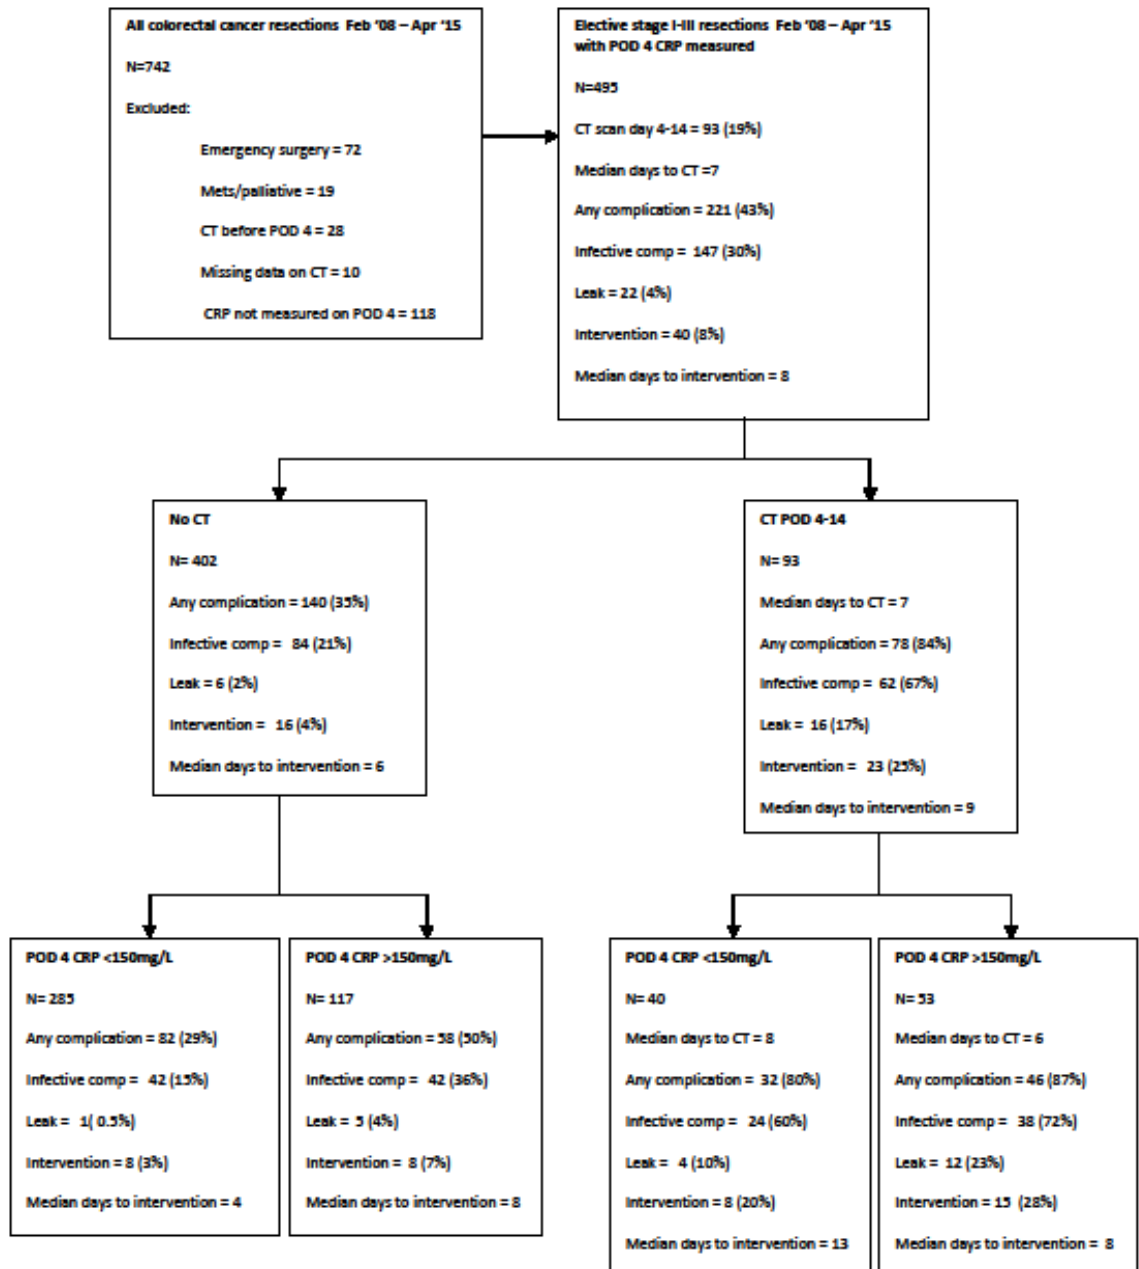 All colorectal cancer resections Feb '08 – Apr '15
N=742
Excluded:
Emergency surgery = 72
Mets/palliative = 19
CT before POD 4 = 28
Missing data on CT = 10
CRP not measured on POD 4 = 118
Elective stage I-III resections Feb '08 – Apr '15
with POD 4 CRP measured
N=495
CT scan day 4-14 = 93 (19%)
Median days to CT =7
Any complication = 221 (43%)
Infective comp = 147 (30%)
Leak = 22 (4%)
Intervention = 40 (8%)
Median days to intervention = 8
No CT
N= 402
Any complication = 140 (35%)
Infective comp = 84 (21%)
Leak = 6 (2%)
Intervention = 16 (4%)
Median days to intervention = 6
CT POD 4-14
N= 93
Median days to CT = 7
Any complication = 78 (84%)
Infective comp = 62 (67%)
Leak = 16 (17%)
Intervention = 23 (25%)
Median days to intervention = 9
POD 4 CRP <150mg/L
N= 285
Any complication = 82 (29%)
Infective comp = 42 (15%)
Leak = 1( 0.5%)
Intervention = 8 (3%)
Median days to intervention = 4
POD 4 CRP >150mg/L
N= 117
Any complication = 58 (50%)
Infective comp = 42 (36%)
Leak = 5 (4%)
Intervention = 8 (7%)
Median days to intervention = 8
POD 4 CRP <150mg/L
N= 40
Median days to CT = 8
Any complication = 32 (80%)
Infective comp = 24 (60%)
Leak = 4 (10%)
Intervention = 8 (20%)
Median days to intervention = 13
POD 4 CRP >150mg/L
N= 53
Median days to CT = 6
Any complication = 46 (87%)
Infective comp = 38 (72%)
Leak = 12 (23%)
Intervention = 15 (28%)
Median days to intervention = 8